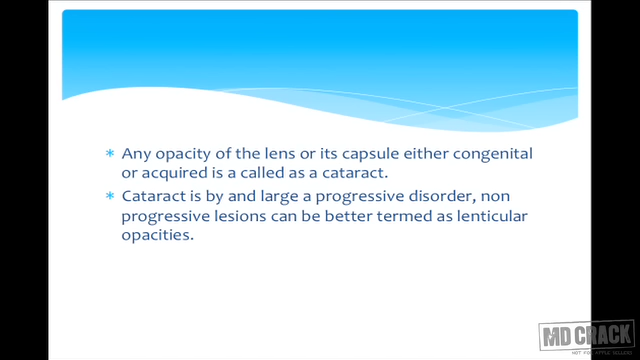 * Any opacity of the lens or its capsule either congenital
or acquired is a called as a cataract.
* Cataract is by and large a progressive disorder, non
progressive lesions can be better termed as lenticular
opacities.
MD CRACK